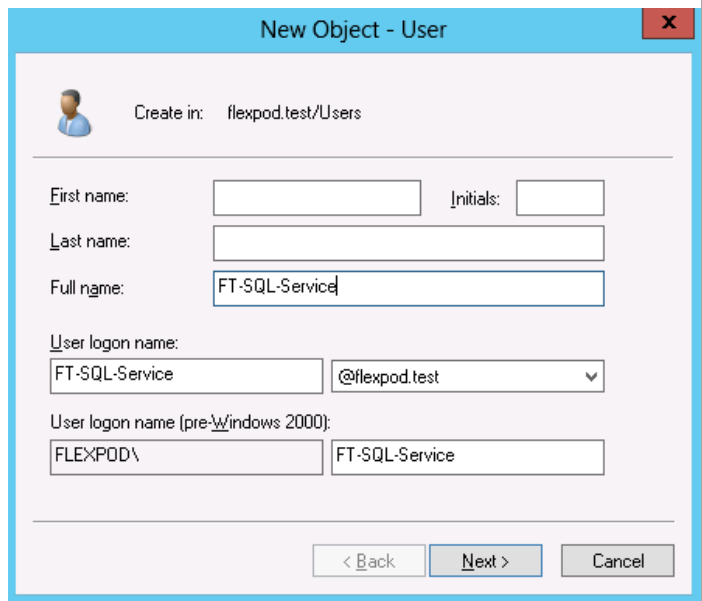 New Object - User
x
Create in: flexpod.test/Users
First name: Initials:
Last name:
Full name: FT-SQL-Service
User logon name:
FT-SQL-Service @flexpod.test
User logon name (pre-Windows 2000):
FLEXPOD\ FT-SQL-Service
< Back Next > Cancel